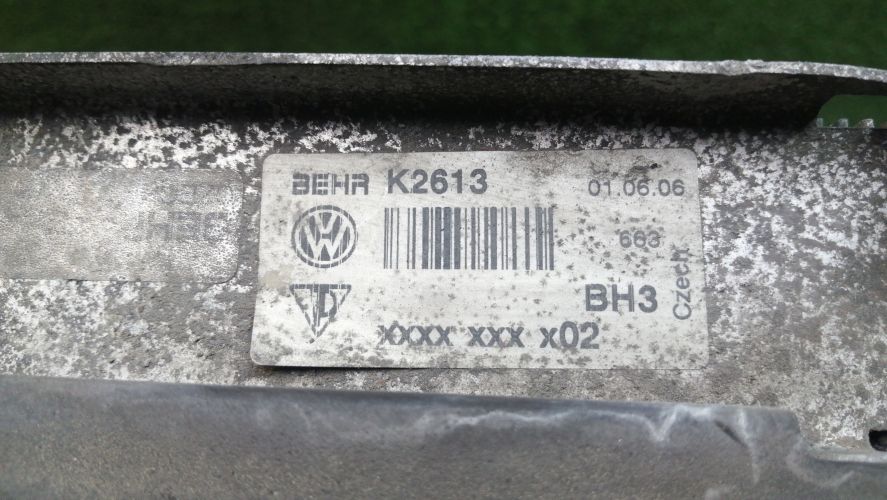 BEHR K2613 01.06.06
663
BH3
Czech
xxxx xxx x02